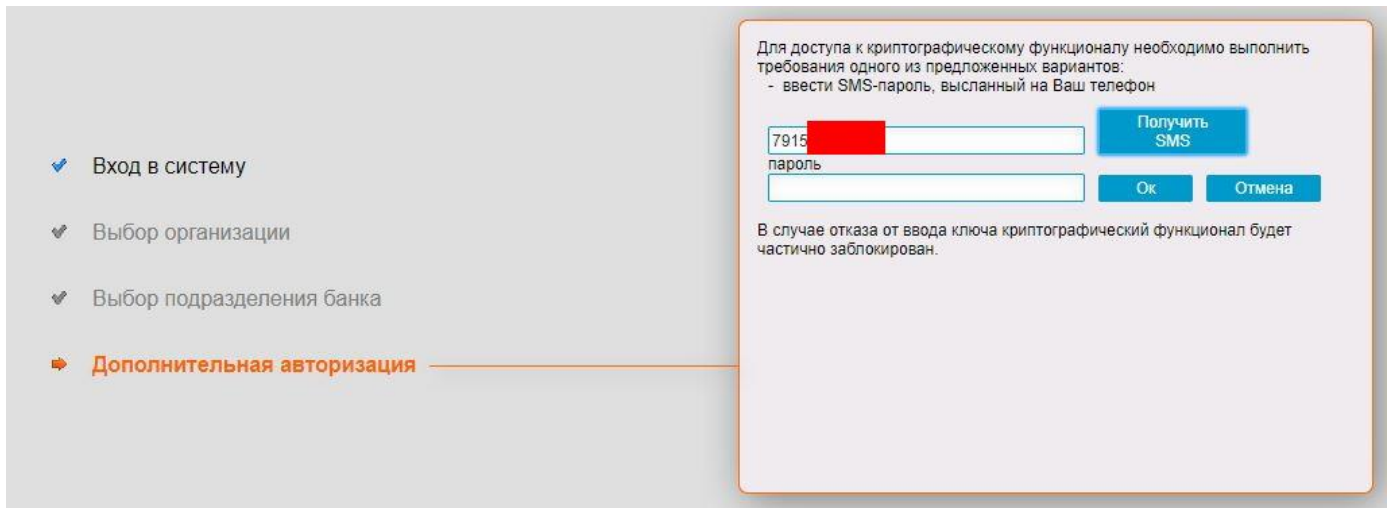 Вход в систему
Выбор организации
Выбор подразделения банка
Дополнительная авторизация
Для доступа к криптографическому функционалу необходимо выполнить
требования одного из предложенных вариантов:
- ввести SMS-пароль, высланный на Ваш телефон
7915
Получить
SMS
пароль
Ок
Отмена
В случае отказа от ввода ключа криптографический функционал будет
частично заблокирован.